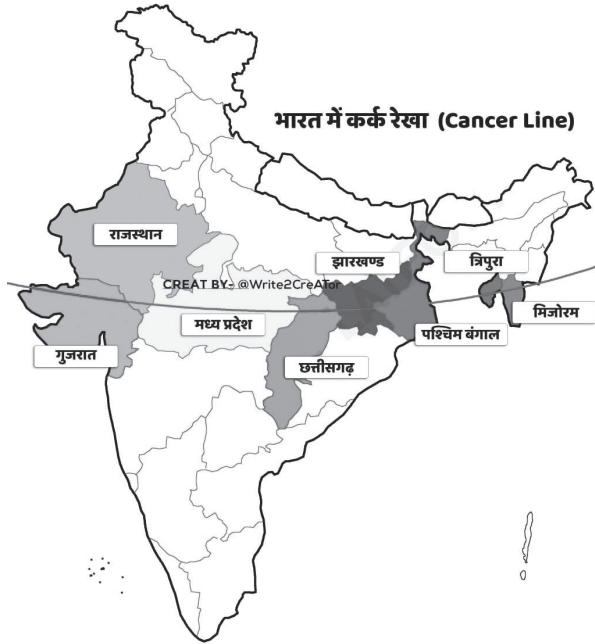 भारत में कर्क रेखा (Cancer Line)
राजस्थान
झारखण्ड
त्रिपुरा
CREAT BY- @Write2CreATor
मिजोरम
मध्य प्रदेश
पश्चिम बंगाल
गुजरात
छत्तीसगढ़